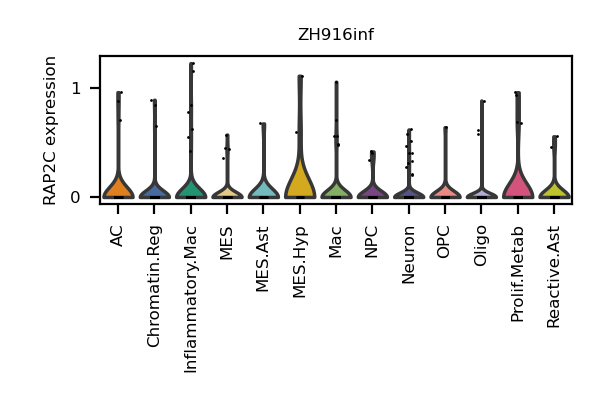 ZH916inf
RAP2C expression
1
0
AC
Chromatin.Reg
Inflammatory.Mac
MES
MES.Ast
MES.Hyp
Mac
NPC
Neuron
OPC
Oligo
Prolif.Metab
Reactive.Ast